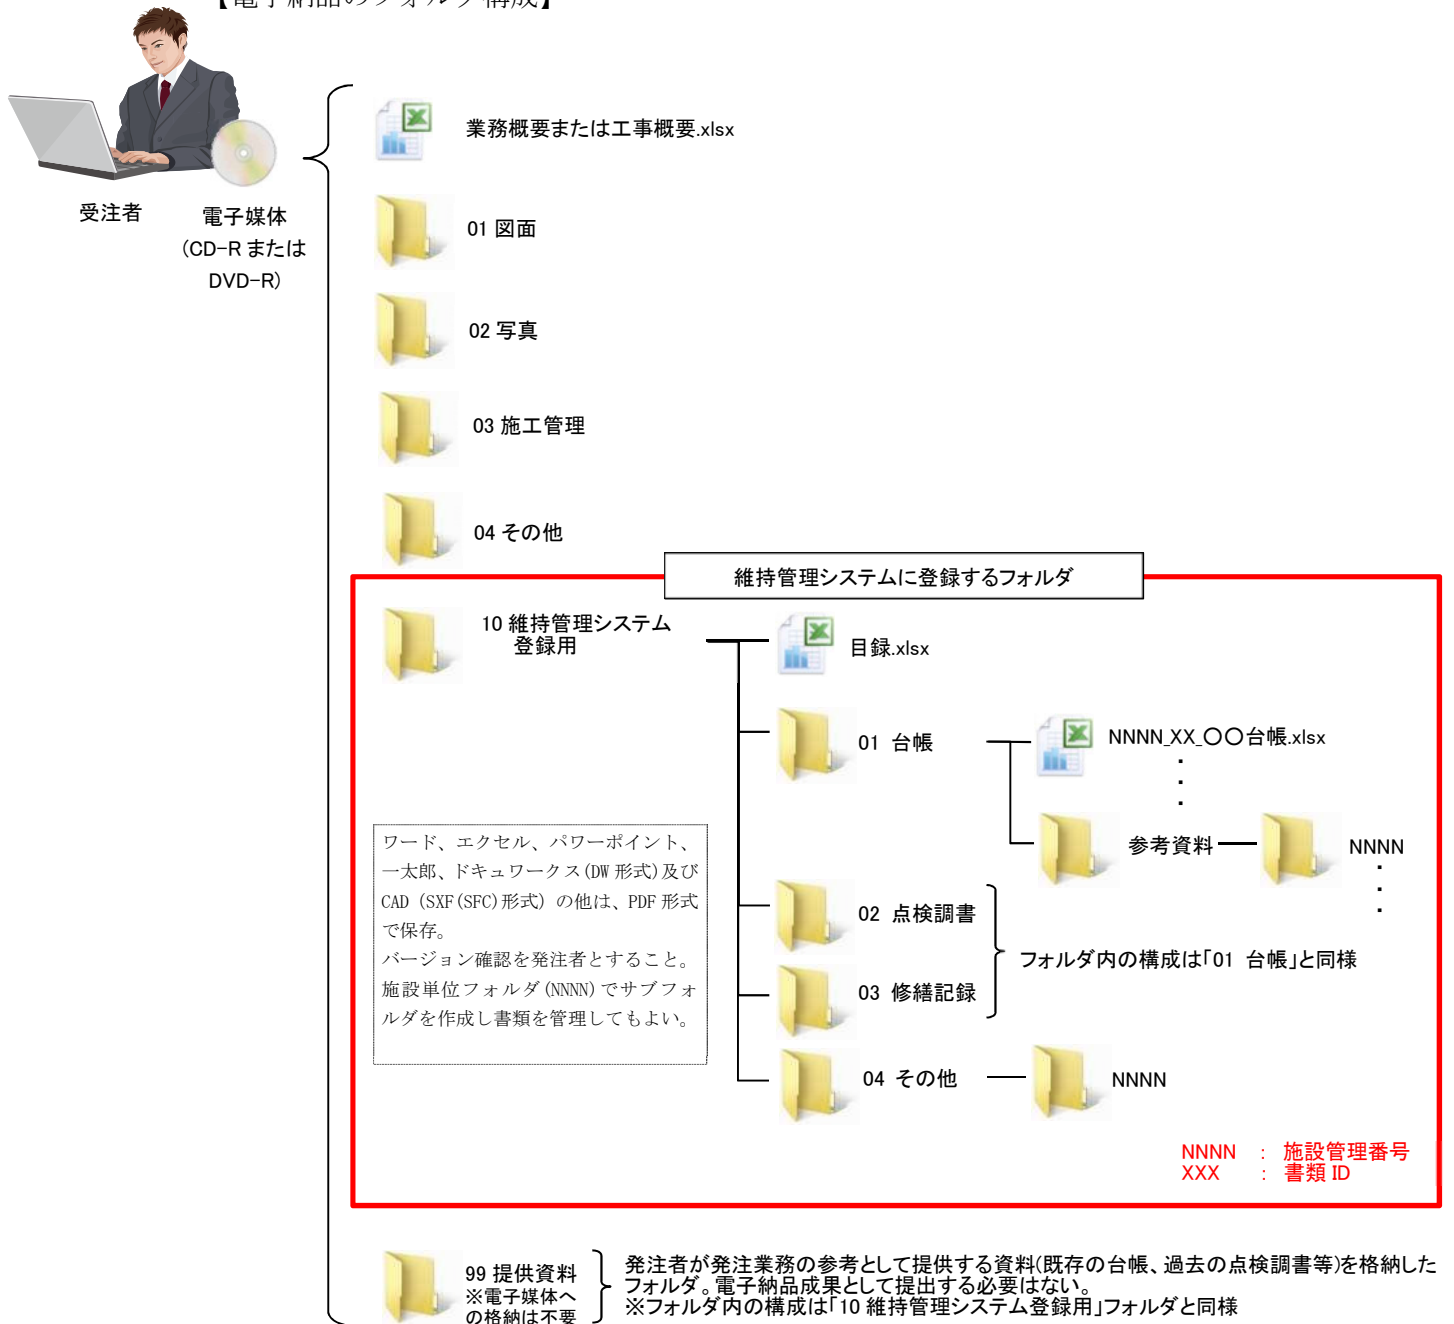 【電子納品のフォルダ構成】
業務概要または工事概要.xlsx
受注者
電子媒体
(CD-R または
DVD-R)
01 図面
02 写真
03 施工管理
04 その他
維持管理システムに登録するフォルダ
10 維持管理システム
登録用
目録.xlsx
01 台帳
NNNN_XX_〇〇台帳.xlsx
・
・
・
参考資料
NNNN
・
・
・
ワード、エクセル、パワーポイント、
一太郎、ドキュワークス(DW 形式)及び
CAD (SXF(SFC)形式) の他は、PDF 形式
で保存。
バージョン確認を発注者とすること。
施設単位フォルダ(NNNN)でサブフォ
ルダを作成し書類を管理してもよい。
02 点検調書
フォルダ内の構成は「01 台帳」と同様
03 修繕記録
04 その他
NNNN
NNNN : 施設管理番号
XXX : 書類 ID
99 提供資料
※電子媒体へ
の格納は不要
発注者が発注業務の参考として提供する資料(既存の台帳、過去の点検調書等)を格納した
フォルダ。電子納品成果として提出する必要はない。
※フォルダ内の構成は「10 維持管理システム登録用」フォルダと同様